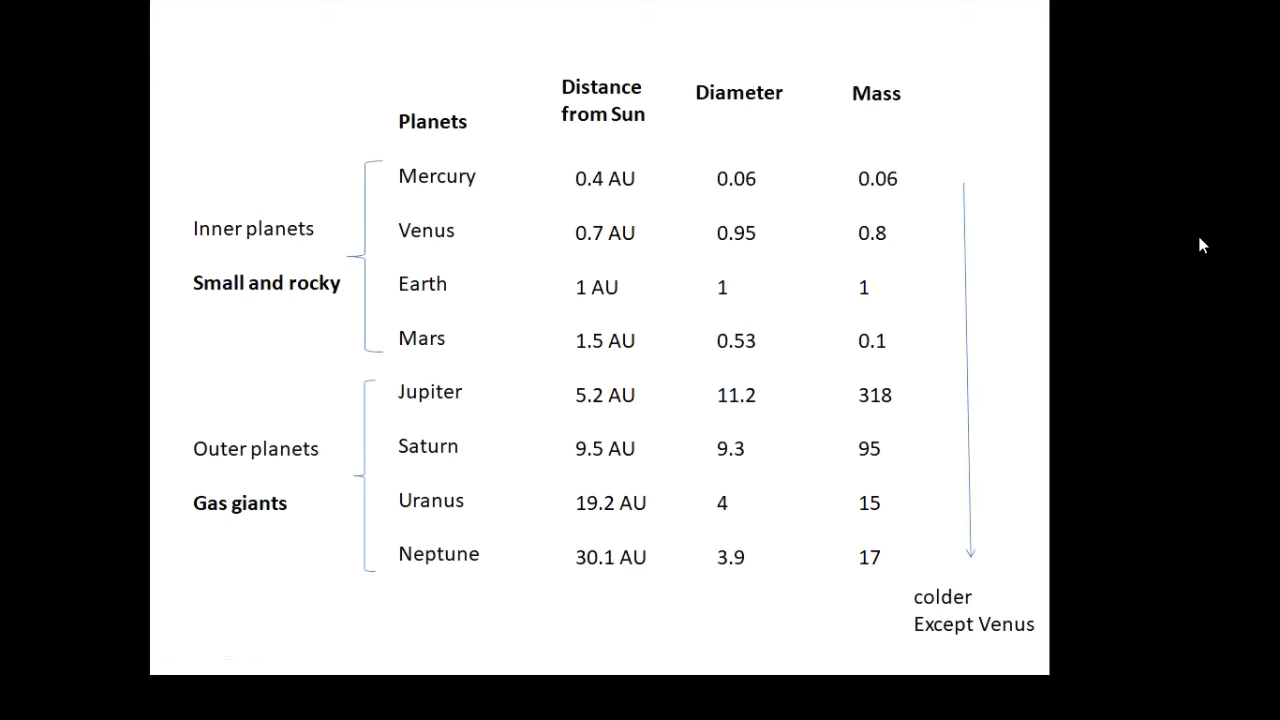 Planets Distance from Sun Diameter Mass
Mercury 0.4 AU 0.06 0.06
Inner planets
Venus 0.7 AU 0.95 0.8
Small and rocky
Earth 1 AU 1 1
Mars 1.5 AU 0.53 0.1
Jupiter 5.2 AU 11.2 318
Outer planets
Saturn 9.5 AU 9.3 95
Gas giants
Uranus 19.2 AU 4 15
Neptune 30.1 AU 3.9 17
colder
Except Venus